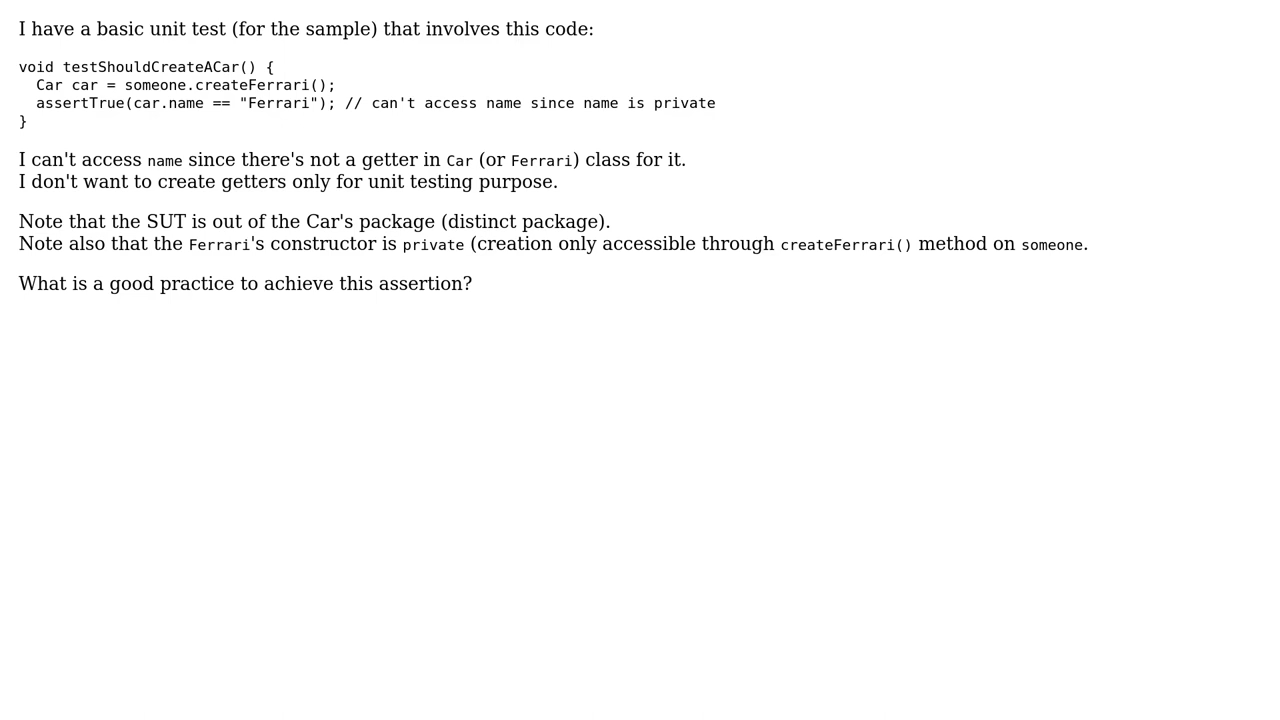 I have a basic unit test (for the sample) that involves this code:
void testShouldCreateACar() {
  Car car = someone.createFerrari();
  assertTrue(car.name == "Ferrari"); // can't access name since name is private
}
I can't access name since there's not a getter in Car (or Ferrari) class for it.
I don't want to create getters only for unit testing purpose.
Note that the SUT is out of the Car's package (distinct package).
Note also that the Ferrari's constructor is private (creation only accessible through createFerrari() method on someone.
What is a good practice to achieve this assertion?